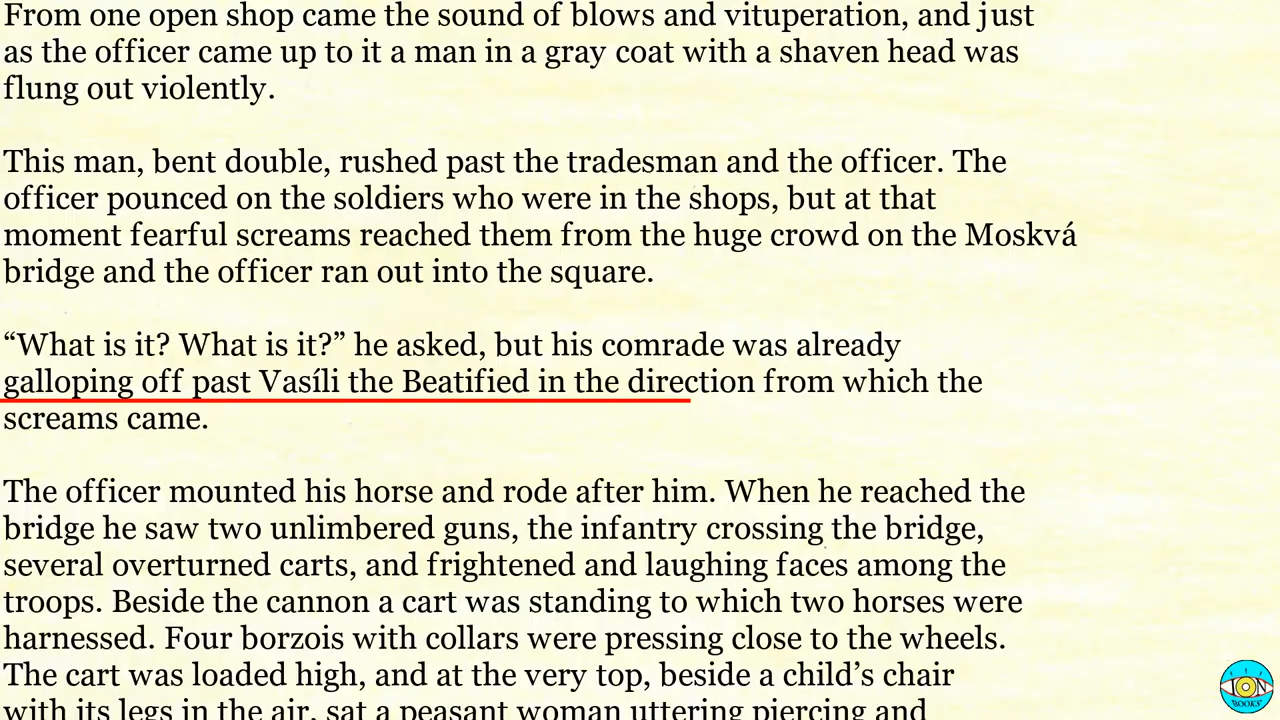 From one open shop came the sound of blows and vituperation, and just
as the officer came up to it a man in a gray coat with a shaven head was
flung out violently.
This man, bent double, rushed past the tradesman and the officer. The
officer pounced on the soldiers who were in the shops, but at that
moment fearful screams reached them from the huge crowd on the Moskvá
bridge and the officer ran out into the square.
“What is it? What is it?” he asked, but his comrade was already
galloping off past Vasíli the Beatified in the direction from which the
screams came.
The officer mounted his horse and rode after him. When he reached the
bridge he saw two unlimbered guns, the infantry crossing the bridge,
several overturned carts, and frightened and laughing faces among the
troops. Beside the cannon a cart was standing to which two horses were
harnessed. Four borzois with collars were pressing close to the wheels.
The cart was loaded high, and at the very top, beside a child’s chair
with its legs in the air, sat a peasant woman uttering piercing and
ION
BOOKS